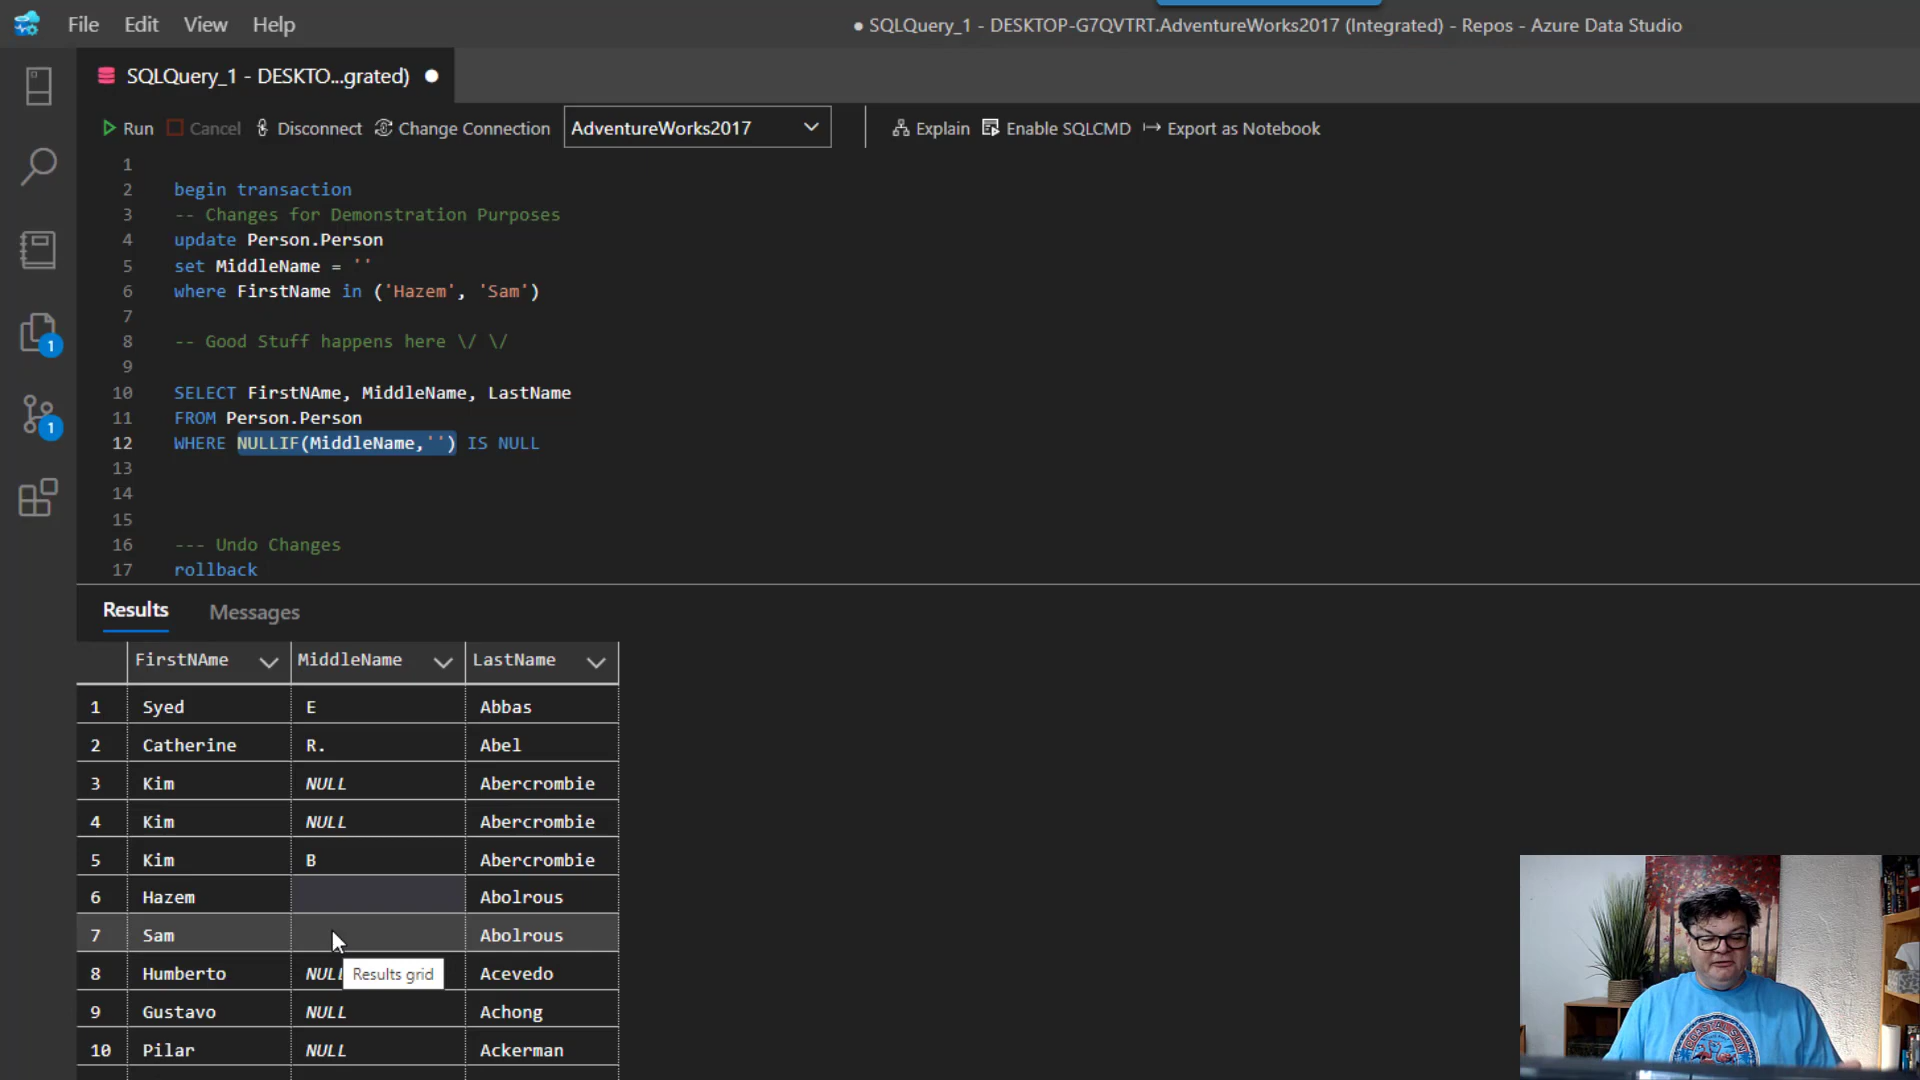 File Edit View Help
● SQLQuery_1 - DESKTOP-G7QVTRT.AdventureWorks2017 (Integrated) - Repos - Azure Data Studio
SQLQuery_1 - DESKTO...grated) ●
Run Cancel Disconnect Change Connection AdventureWorks2017 Explain Enable SQLCMD Export as Notebook
1
2 begin transaction
3 -- Changes for Demonstration Purposes
4 update Person.Person
5 set MiddleName = ''
6 where FirstName in ('Hazem', 'Sam')
7
8 -- Good Stuff happens here \/ \/
9
10 SELECT FirstNAme, MiddleName, LastName
11 FROM Person.Person
12 WHERE NULLIF(MiddleName,'') IS NULL
13
14
15
16 --- Undo Changes
17 rollback
1
1
Results Messages
FirstNAme MiddleName LastName
1 Syed E Abbas
2 Catherine R. Abel
3 Kim NULL Abercrombie
4 Kim NULL Abercrombie
5 Kim B Abercrombie
6 Hazem Abolrous
7 Sam Abolrous
8 Humberto NULL Acevedo
Results grid
9 Gustavo NULL Achong
10 Pilar NULL Ackerman